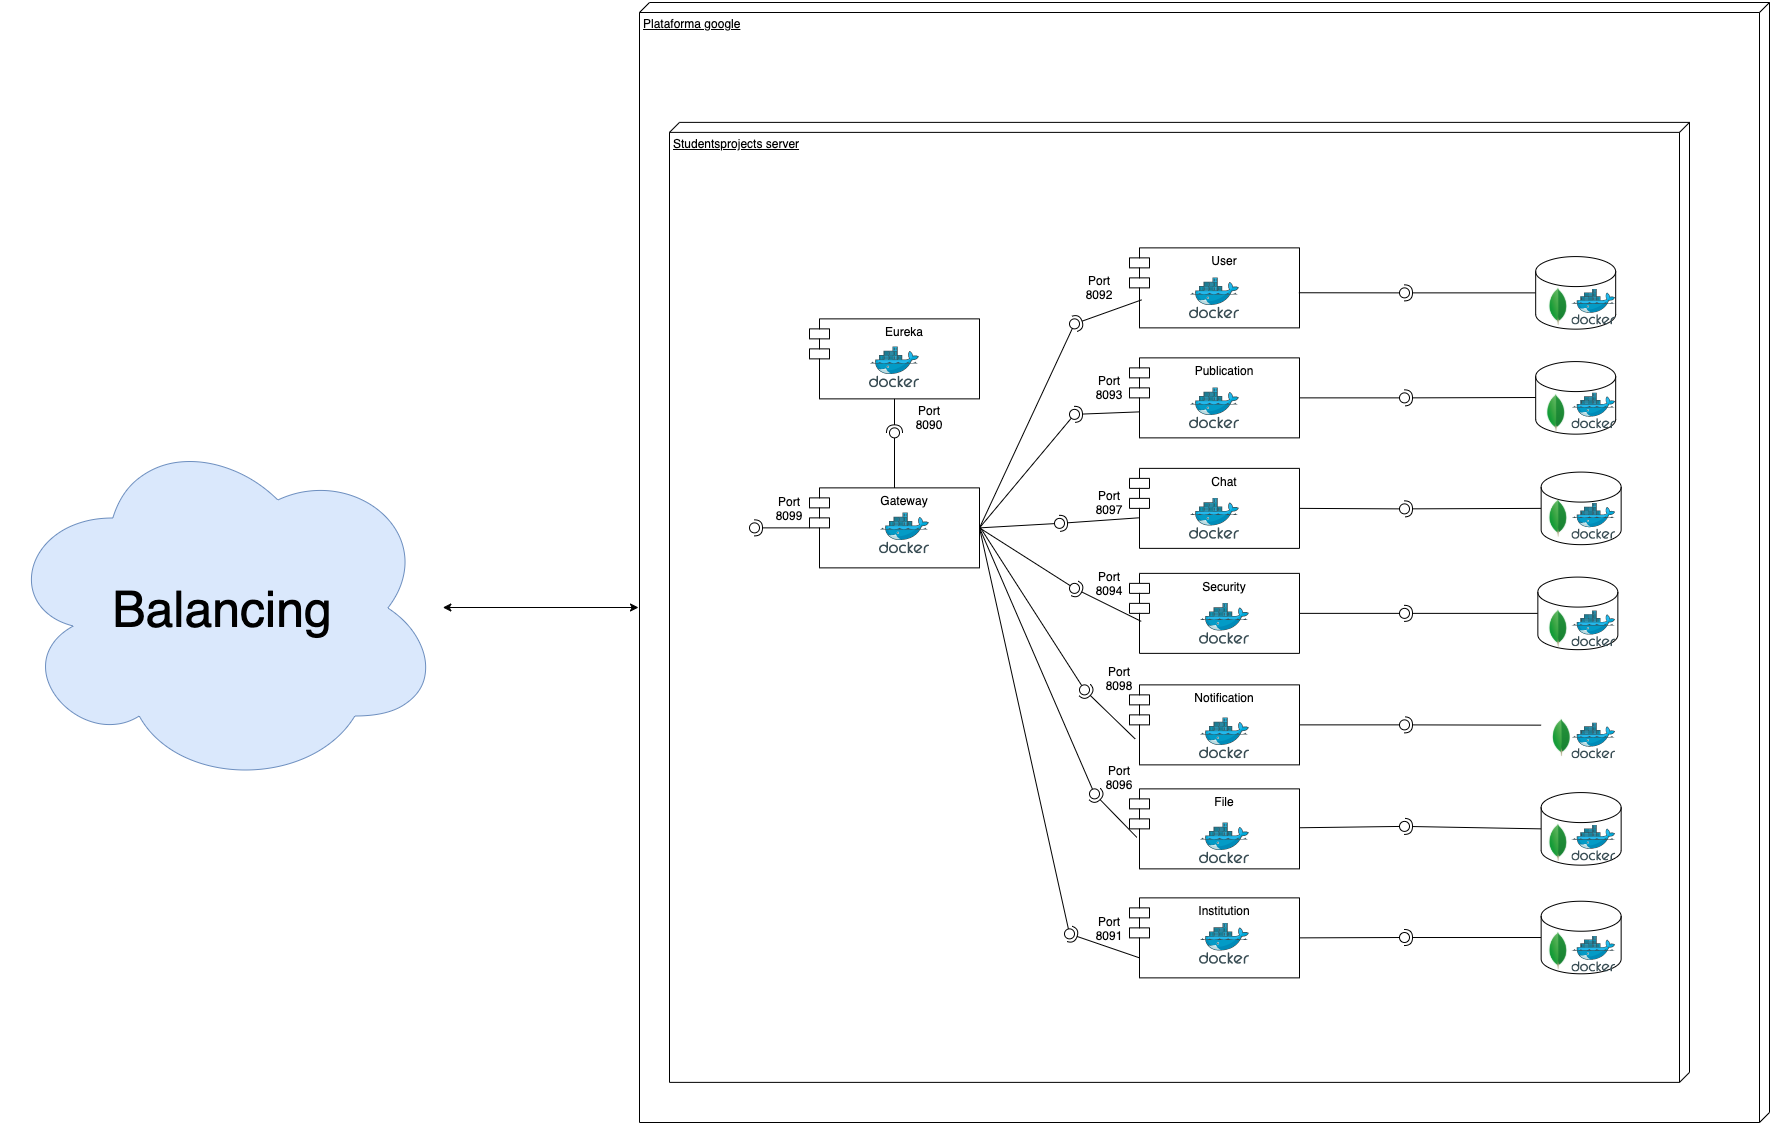 Plataforma google
Studentsprojects server
User
docker
Port
8092
docker
Eureka
docker
Port
8090
Publication
docker
Port
8093
docker
Gateway
docker
Port
8099
Chat
docker
Port
8097
docker
Balancing
Security
docker
Port
8094
docker
Notification
docker
Port
8098
docker
File
docker
Port
8096
docker
Institution
docker
Port
8091
docker